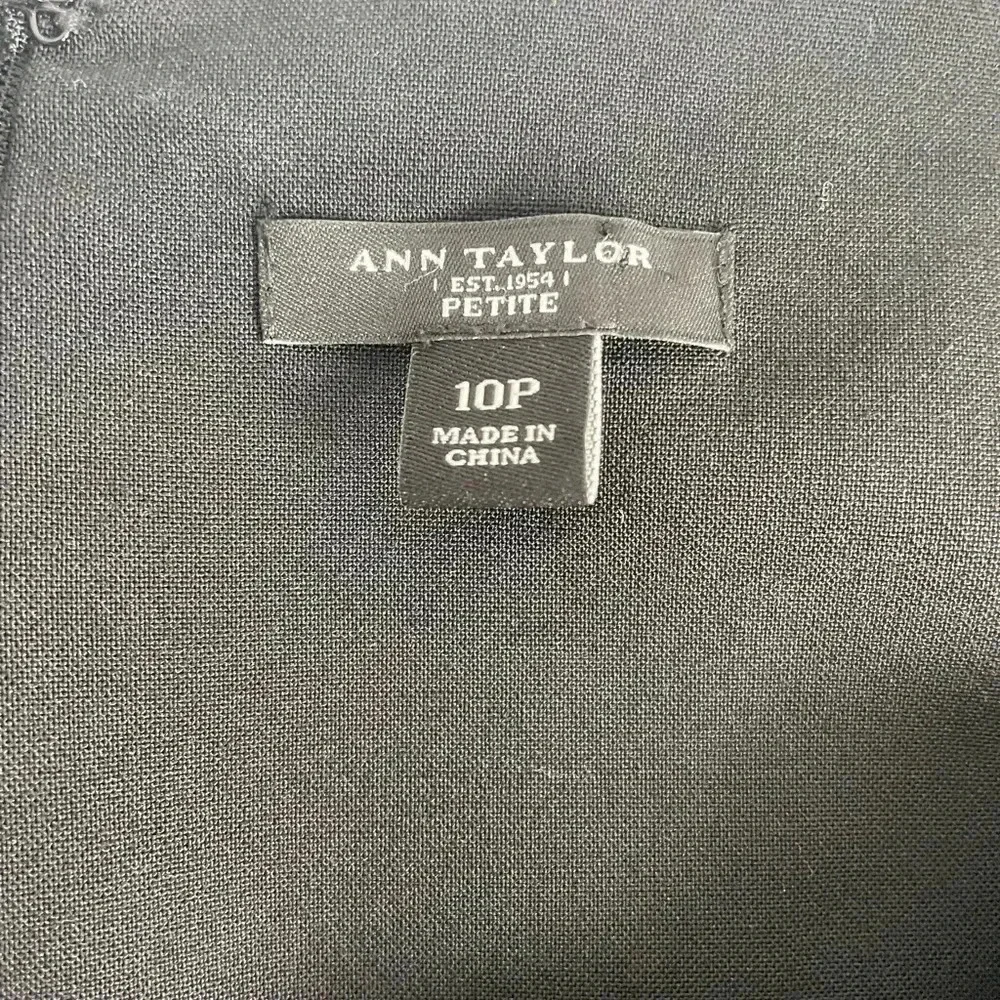 ANN TAYLOR
EST. 1954
PETITE
10P
MADE IN
CHINA